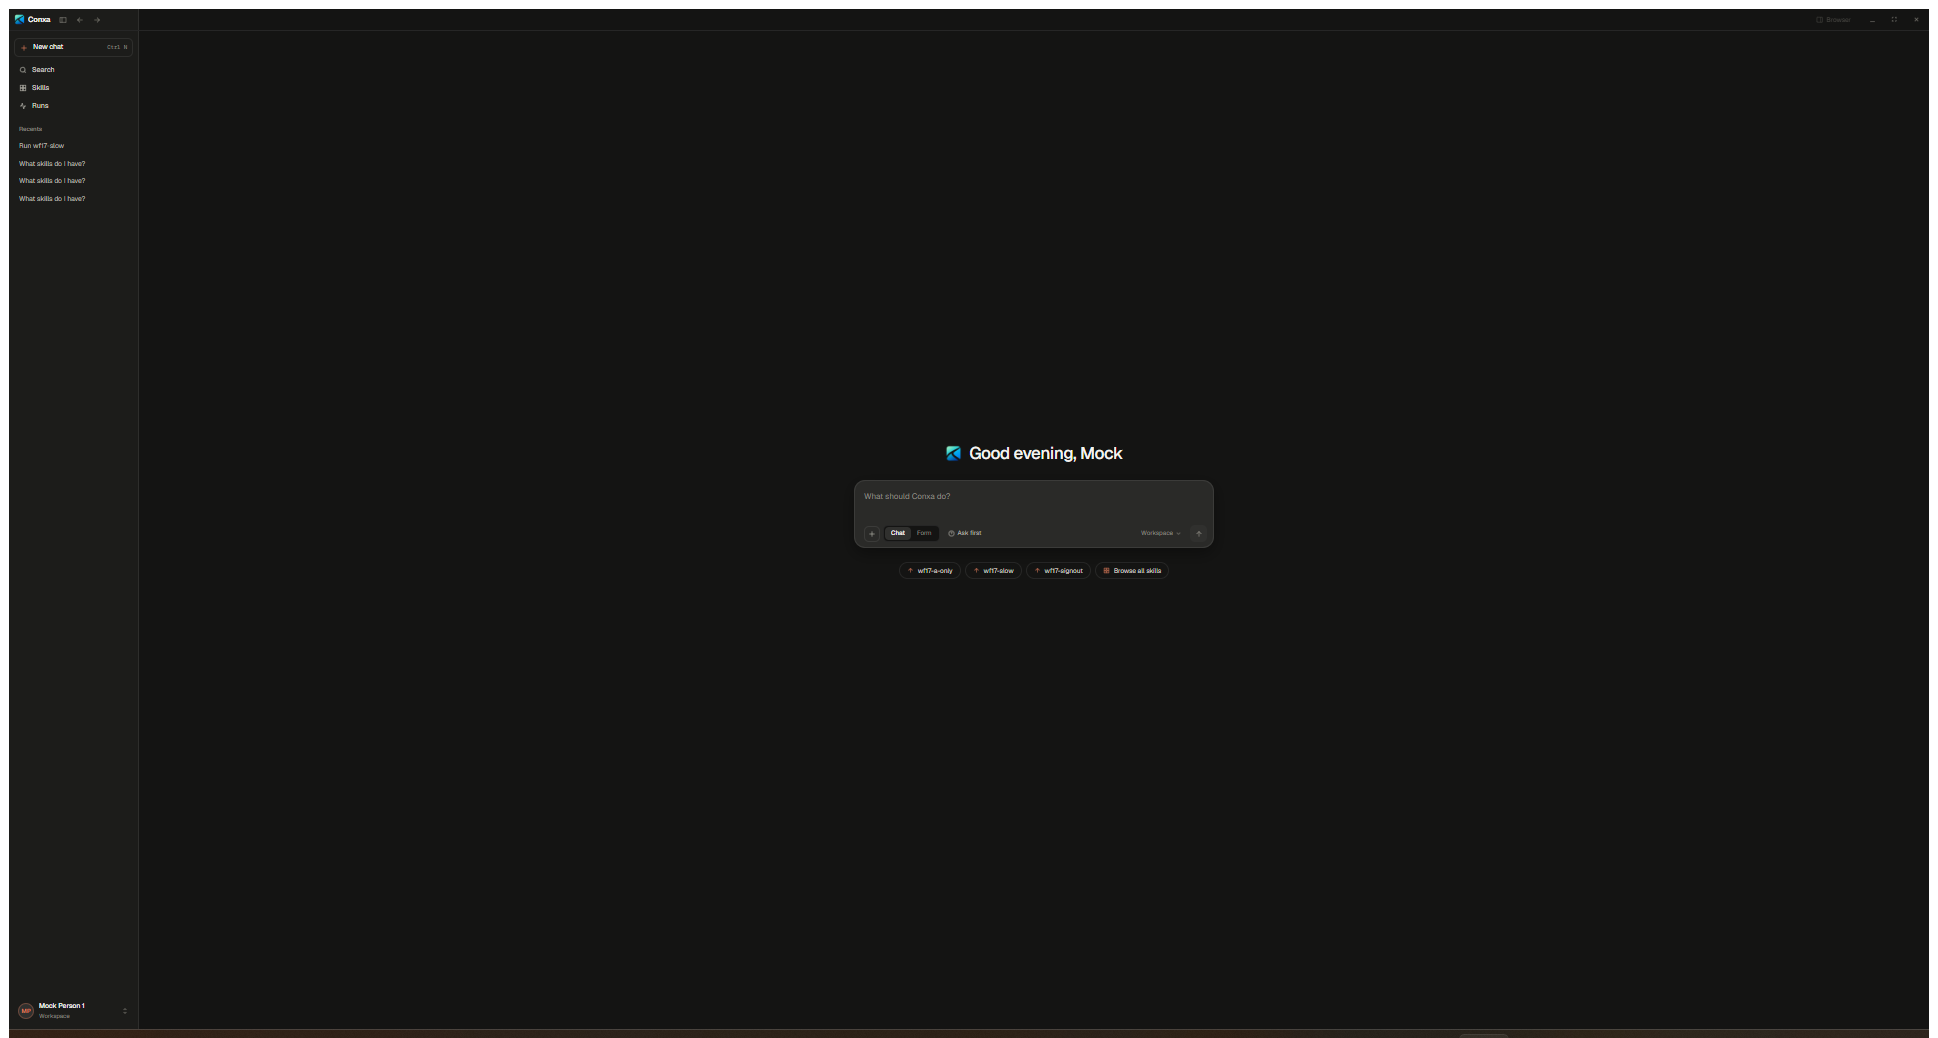 Conxa
Browser
New chat Ctrl N
Search
Skills
Runs
Recents
Run wf17-slow
What skills do I have?
What skills do I have?
What skills do I have?
Good evening, Mock
What should Conxa do?
Chat Form Ask first Workspace
wf17-a-only wf17-slow wf17-signout Browse all skills
MP Mock Person 1
Workspace